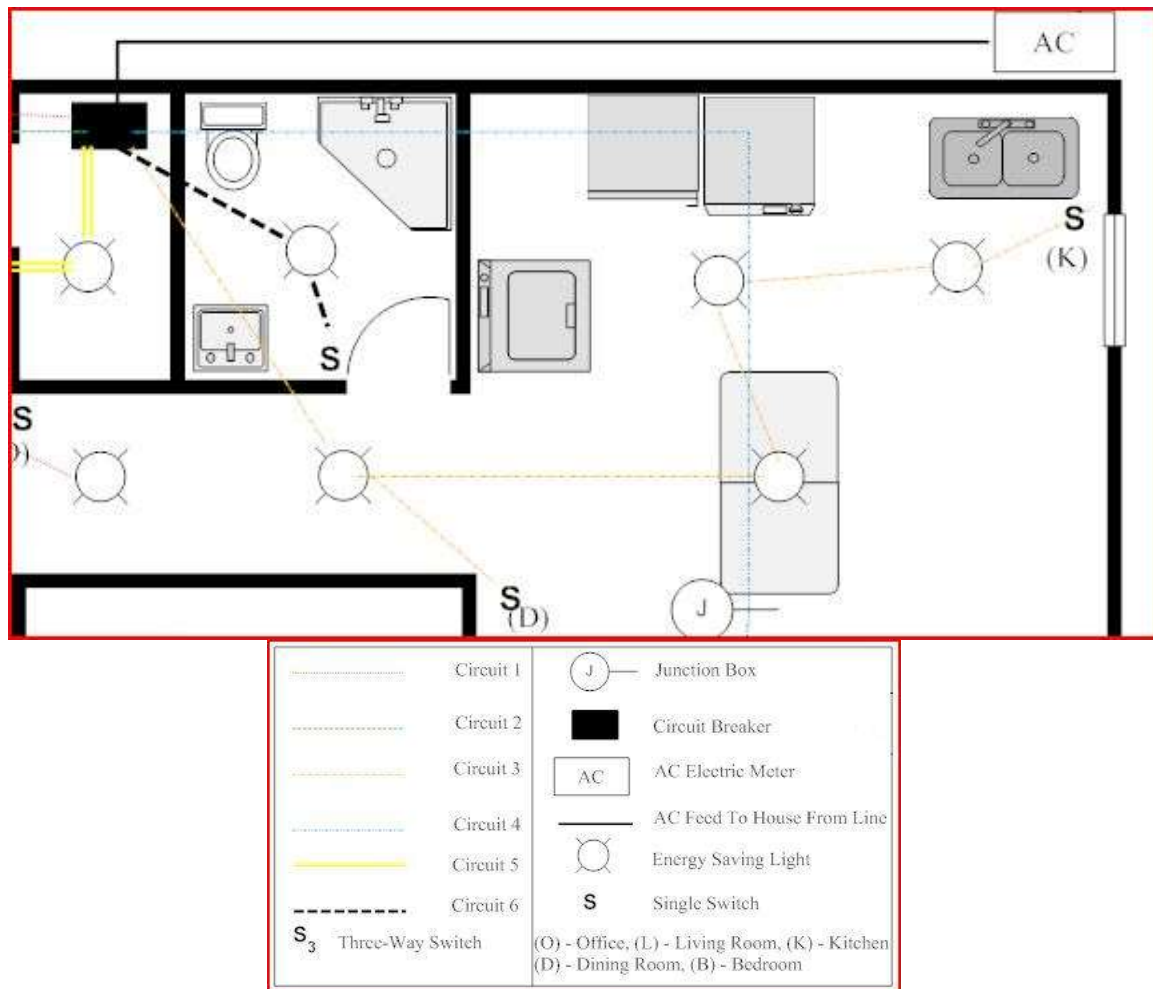 AC
S
(K)
S
S
S
(D)
J
Circuit 1
Circuit 2
Circuit 3
Circuit 4
Circuit 5
Circuit 6
S3 Three-Way Switch
J Junction Box
Circuit Breaker
AC AC Electric Meter
AC Feed To House From Line
Energy Saving Light
S Single Switch
(O) - Office, (L) - Living Room, (K) - Kitchen
(D) - Dining Room, (B) - Bedroom